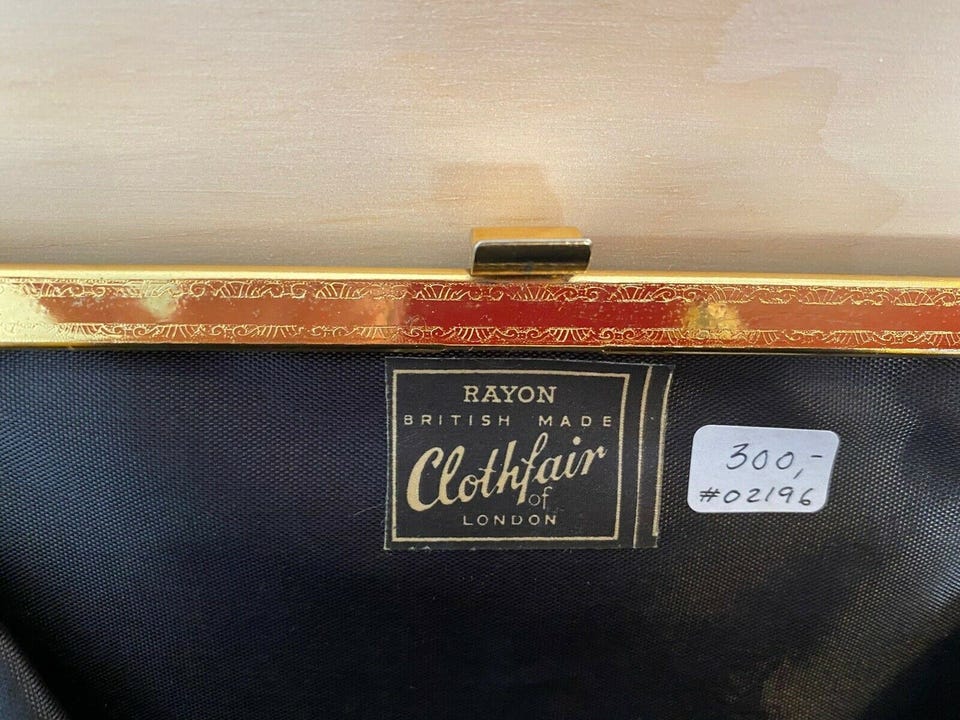 RAYON
BRITISH MADE
Clothfair
of
LONDON
300,-
#02196